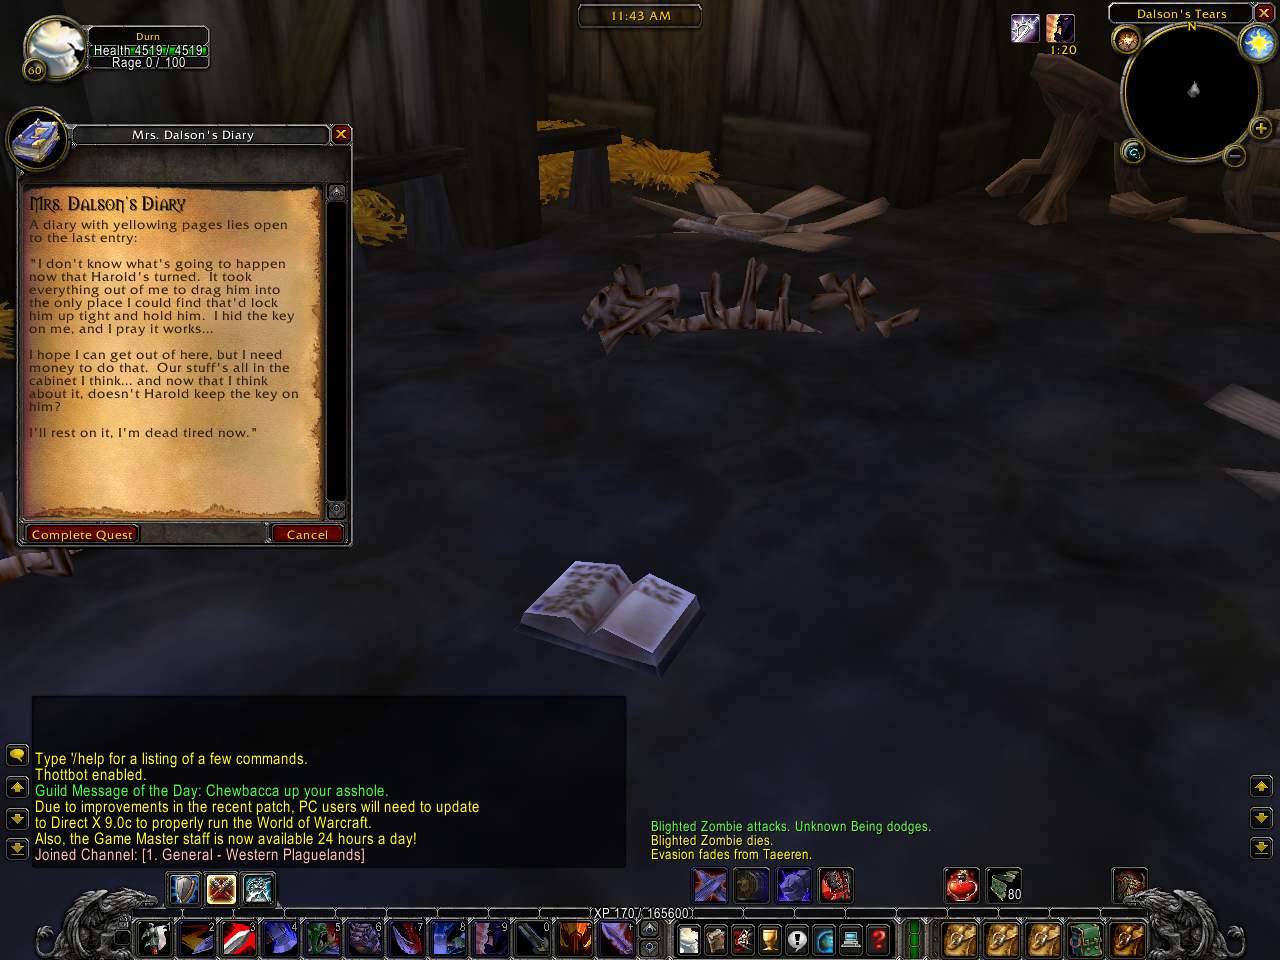 11:43 AM
Dalson's Tears
N
Durn
Health 4519 / 4519
Rage 0 / 100
60
1:20
Mrs. Dalson's Diary
Mrs. Dalson's Diary
A diary with yellowing pages lies open
to the last entry:
"I don't know what's going to happen
now that Harold's turned.  It took
everything out of me to drag him into
the only place I could find that'd lock
him up tight and hold him.  I hid the key
on me, and I pray it works...
I hope I can get out of here, but I need
money to do that.  Our stuff's all in the
cabinet I think... and now that I think
about it, doesn't Harold keep the key on
him?
I'll rest on it, I'm dead tired now."
Complete Quest
Cancel
Type '/help for a listing of a few commands.
Thottbot enabled.
Guild Message of the Day: Chewbacca up your asshole.
Due to improvements in the recent patch, PC users will need to update
to Direct X 9.0c to properly run the World of Warcraft.
Also, the Game Master staff is now available 24 hours a day!
Joined Channel: [1. General - Western Plaguelands]
Blighted Zombie attacks. Unknown Being dodges.
Blighted Zombie dies.
Evasion fades from Taeeren.
80
XP 170 / 165600
1 2 3 4 5 6 7 8 9 0 - +